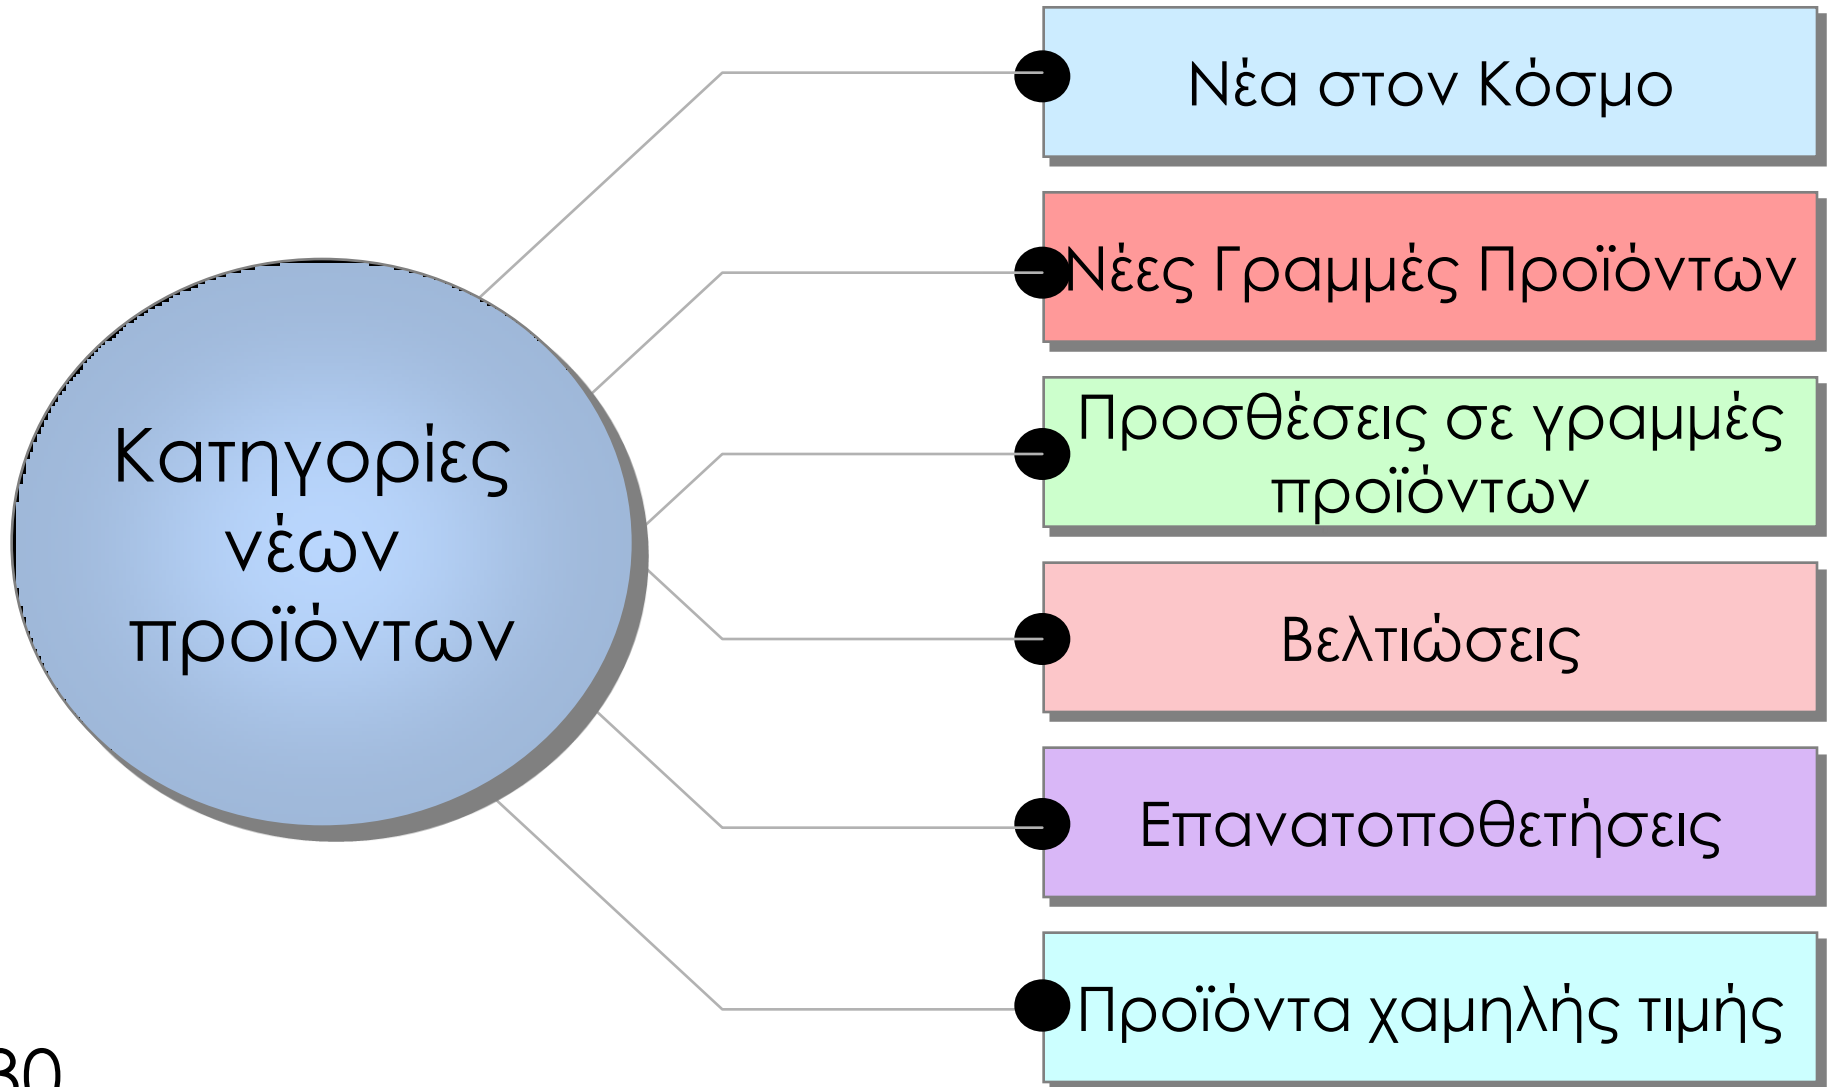 Νέα στον Κόσμο
Νέες Γραμμές Προϊόντων
Προσθέσεις σε γραμμές
προϊόντων
Κατηγορίες
νέων
προϊόντων
Βελτιώσεις
Επανατοποθετήσεις
Προϊόντα χαμηλής τιμής